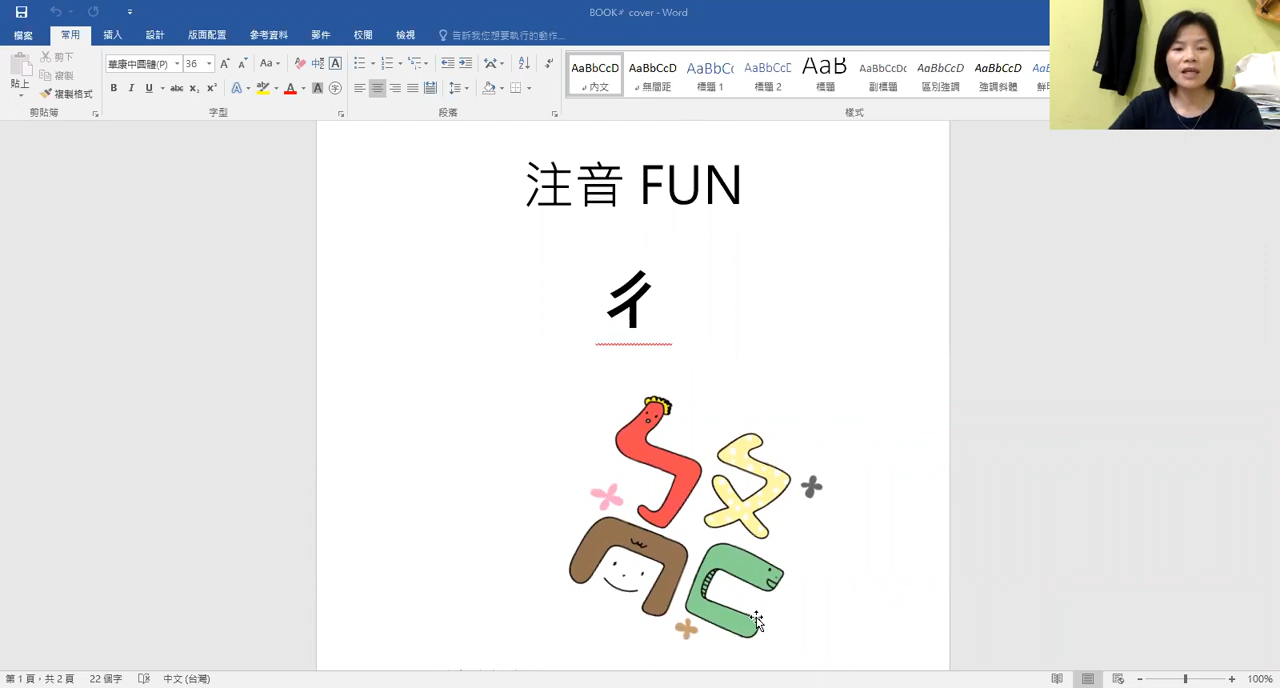 BOOK# cover - Word
檔案 常用 插入 設計 版面配置 參考資料 郵件 校閱 檢視 告訴我您想要執行的動作...
貼上 剪下 複製 複製格式
華康中圓體(P) 36
AaBbCcD 內文
AaBbCcD 無間距
AaBbC 標題 1
AaBbCcC 標題 2
AaB 標題
AaBbCcDc 副標題
AaBbCcD 區別強調
AaBbCcD 強調斜體
剪貼簿 字型 段落 樣式
注音 FUN
ㄔ
ㄣ ㄆ
ㄇ ㄈ
第 1 頁,共 2 頁 22 個字 中文 (台灣) 100%